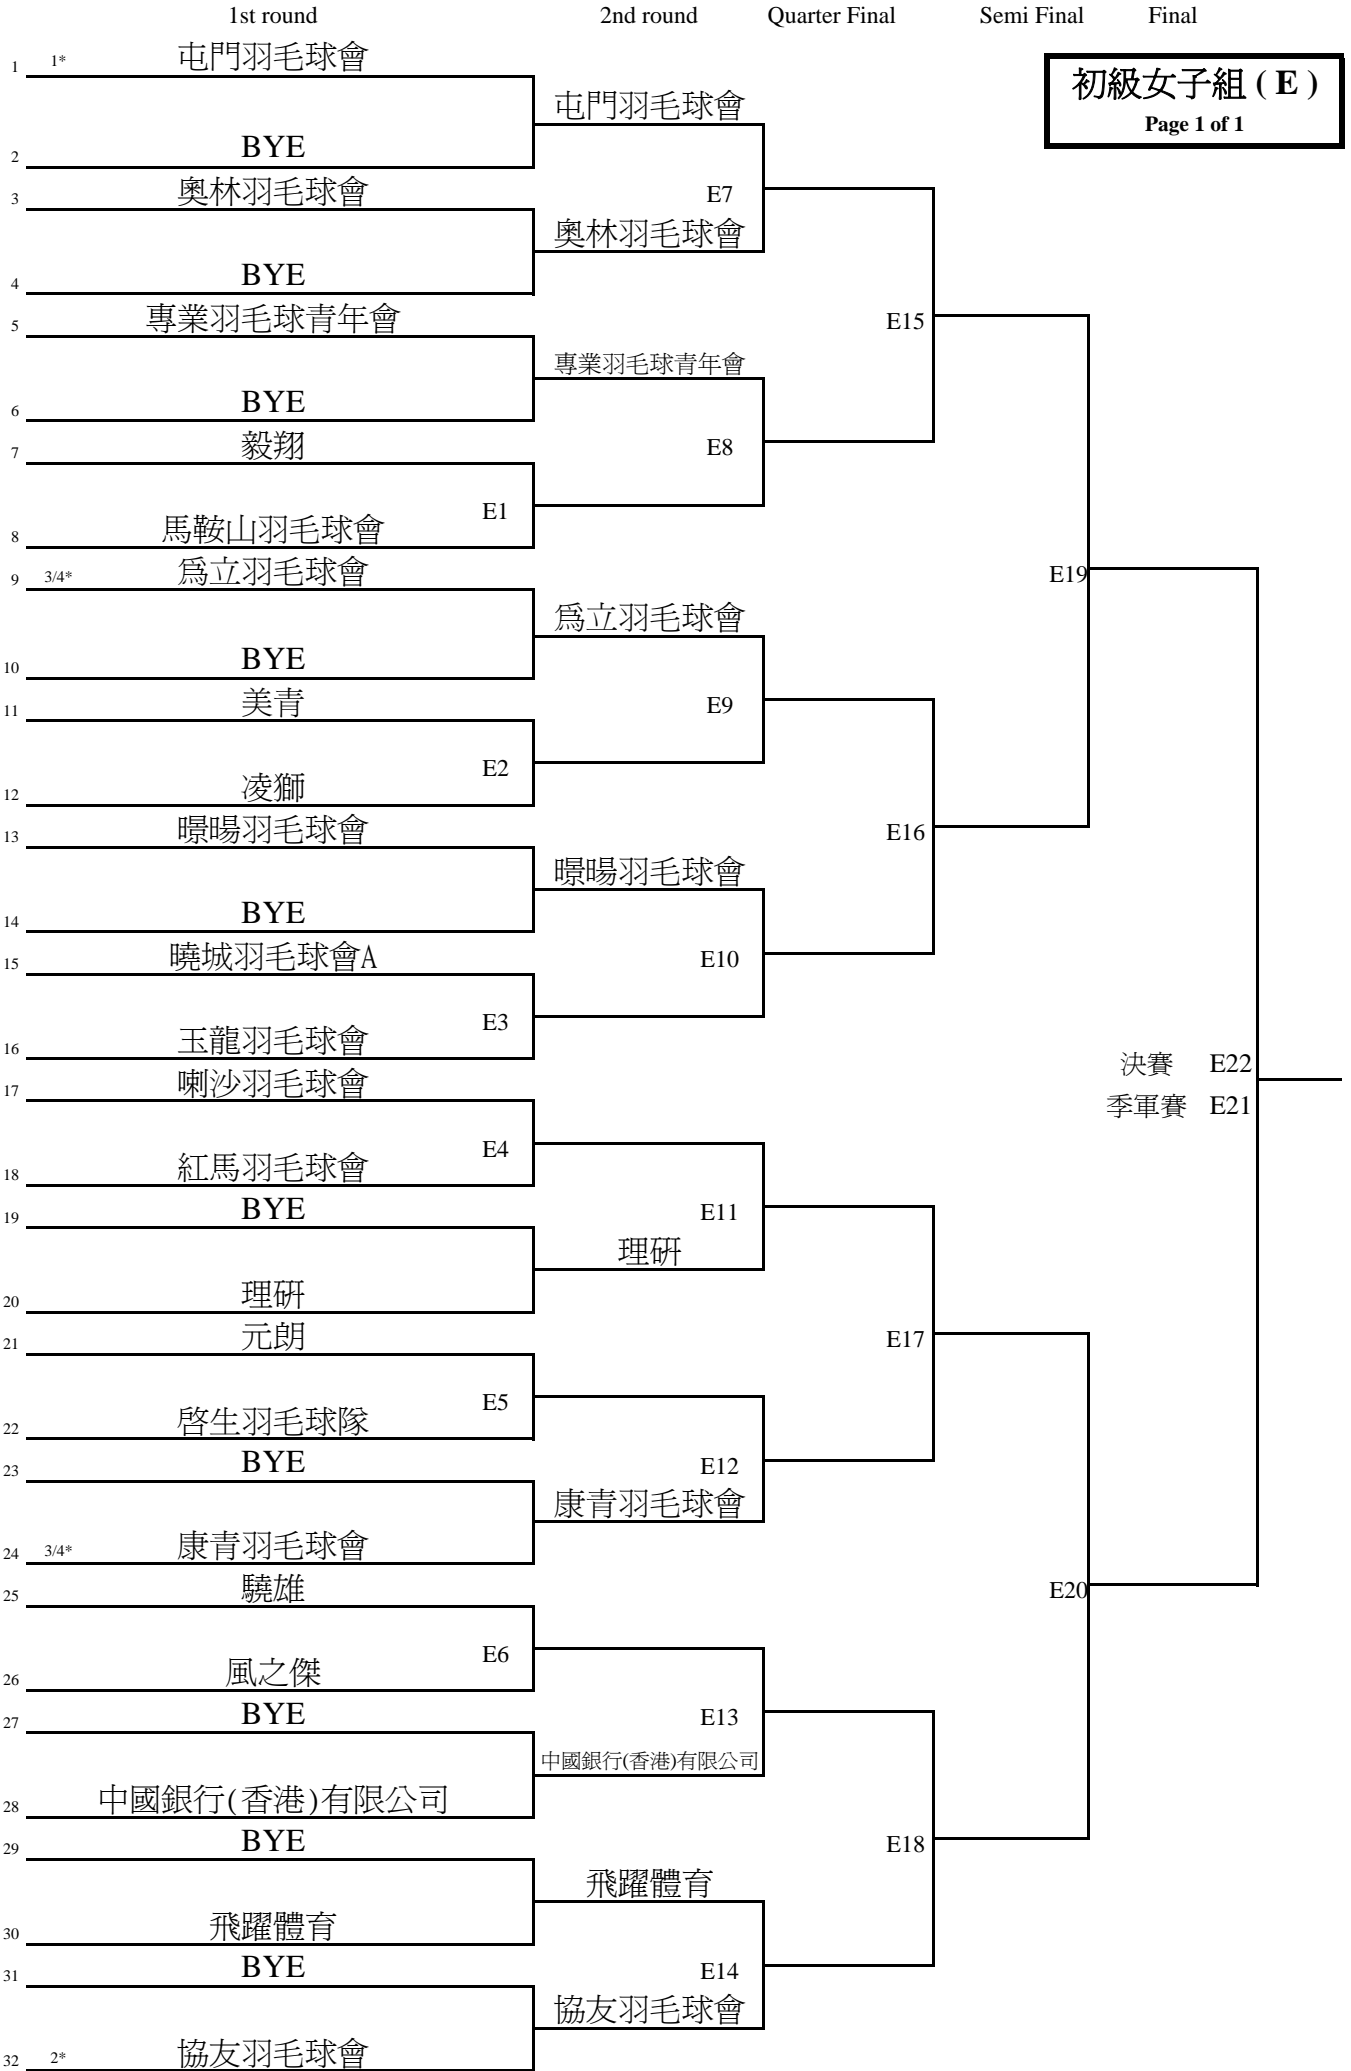 1st round 2nd round Quarter Final Semi Final Final
初級女子組 ( E )
Page 1 of 1
1 1* 屯門羽毛球會
屯門羽毛球會
2 BYE
3 奧林羽毛球會
E7
奧林羽毛球會
4 BYE
5 專業羽毛球青年會
E15
專業羽毛球青年會
6 BYE
7 毅翔
E8
8 馬鞍山羽毛球會 E1
9 3/4* 爲立羽毛球會
E19
爲立羽毛球會
10 BYE
11 美青
E9
E2
12 凌獅
13 暻暘羽毛球會
E16
暻暘羽毛球會
14 BYE
15 曉城羽毛球會A
E10
E3
16 玉龍羽毛球會
決賽 E22
17 喇沙羽毛球會
季軍賽 E21
E4
18 紅馬羽毛球會
19 BYE
E11
理研
20 理研
21 元朗
E17
E5
22 啓生羽毛球隊
23 BYE
E12
康青羽毛球會
24 3/4* 康青羽毛球會
25 驍雄
E20
E6
26 風之傑
27 BYE
E13
中國銀行(香港)有限公司
28 中國銀行(香港)有限公司
29 BYE
E18
飛躍體育
30 飛躍體育
31 BYE
E14
協友羽毛球會
32 2* 協友羽毛球會